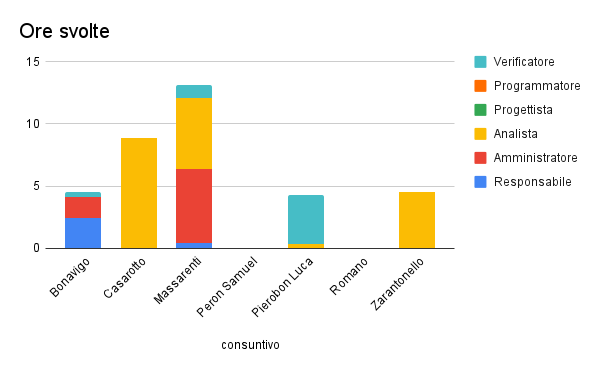 Ore svolte
15
10
5
0
Bonavigo
Casarotto
Massarenti
Peron Samuel
Pierobon Luca
Romano
Zarantonello
consuntivo
Verificatore
Programmatore
Progettista
Analista
Amministratore
Responsabile